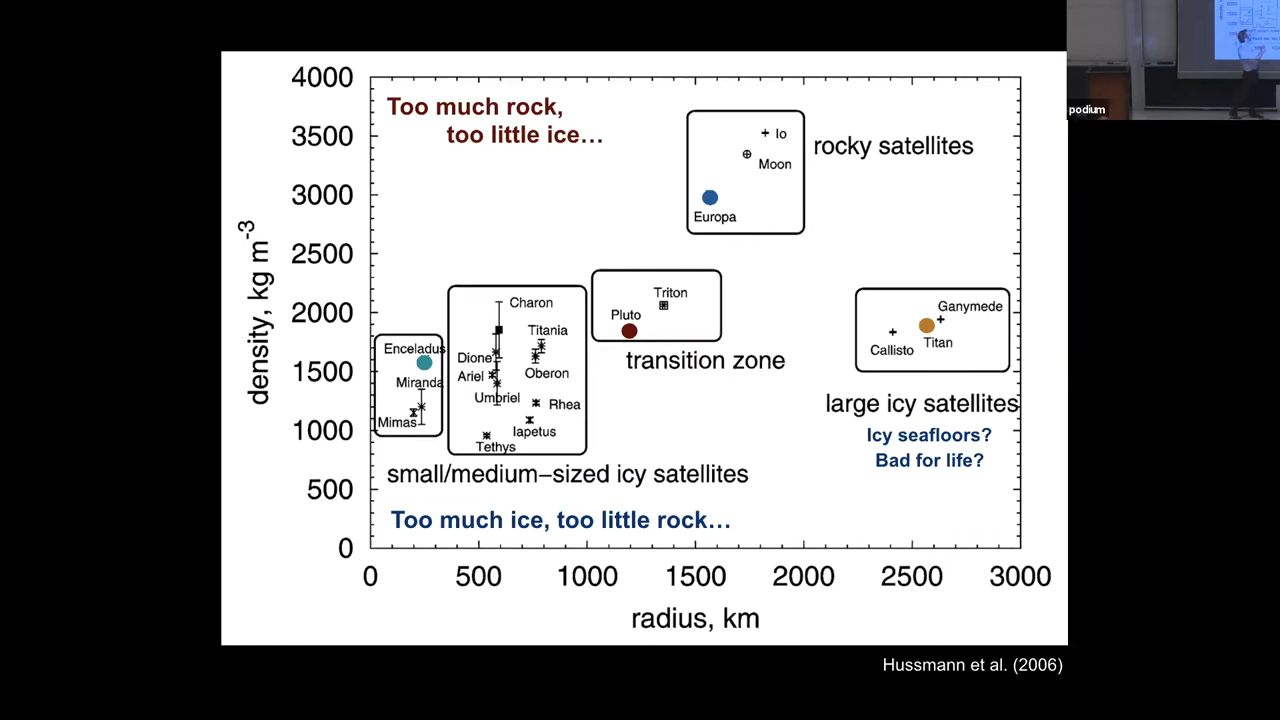 podium
4000
3500
3000
2500
2000
1500
1000
500
0
density, kg m-3
Too much rock,
too little ice…
Io
Moon
Europa
rocky satellites
Triton
Pluto
transition zone
Charon
Titania
Dione
Oberon
Ariel
Umbriel
Rhea
Iapetus
Tethys
Enceladus
Miranda
Mimas
small/medium–sized icy satellites
Too much ice, too little rock…
Ganymede
Titan
Callisto
large icy satellites
Icy seafloors?
Bad for life?
0 500 1000 1500 2000 2500 3000
radius, km
Hussmann et al. (2006)